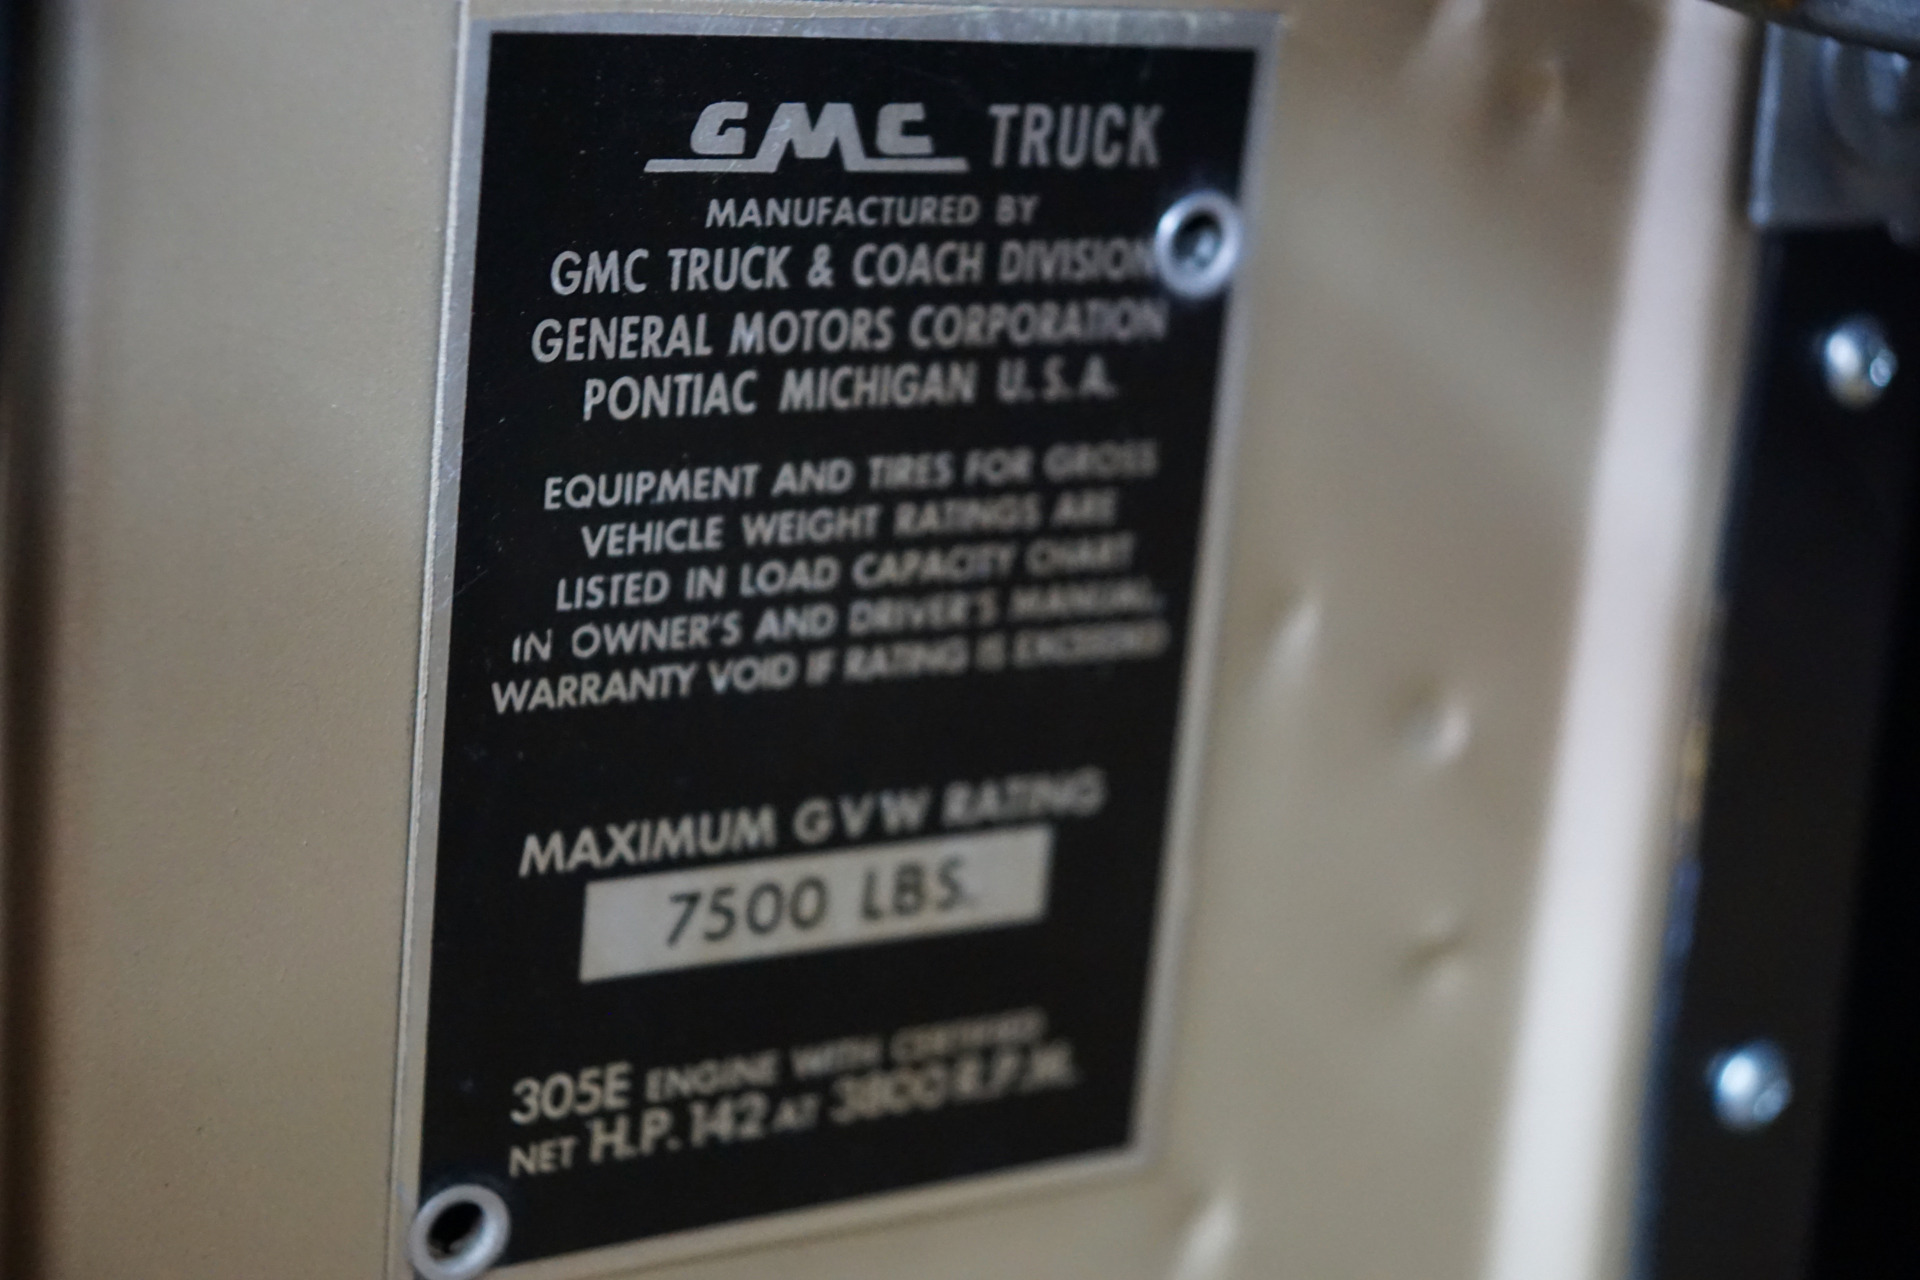 GMC TRUCK
MANUFACTURED BY
GMC TRUCK & COACH DIVISION
GENERAL MOTORS CORPORATION
PONTIAC MICHIGAN U.S.A.
EQUIPMENT AND TIRES FOR GROSS
VEHICLE WEIGHT RATINGS ARE
LISTED IN LOAD CAPACITY CHART
IN OWNER'S AND DRIVER'S MANUAL.
WARRANTY VOID IF RATING IS EXCEEDED
MAXIMUM GVW RATING
7500 LBS.
305E ENGINE WITH CERTIFIED
NET H.P. 142 AT 3800 R.P.M.